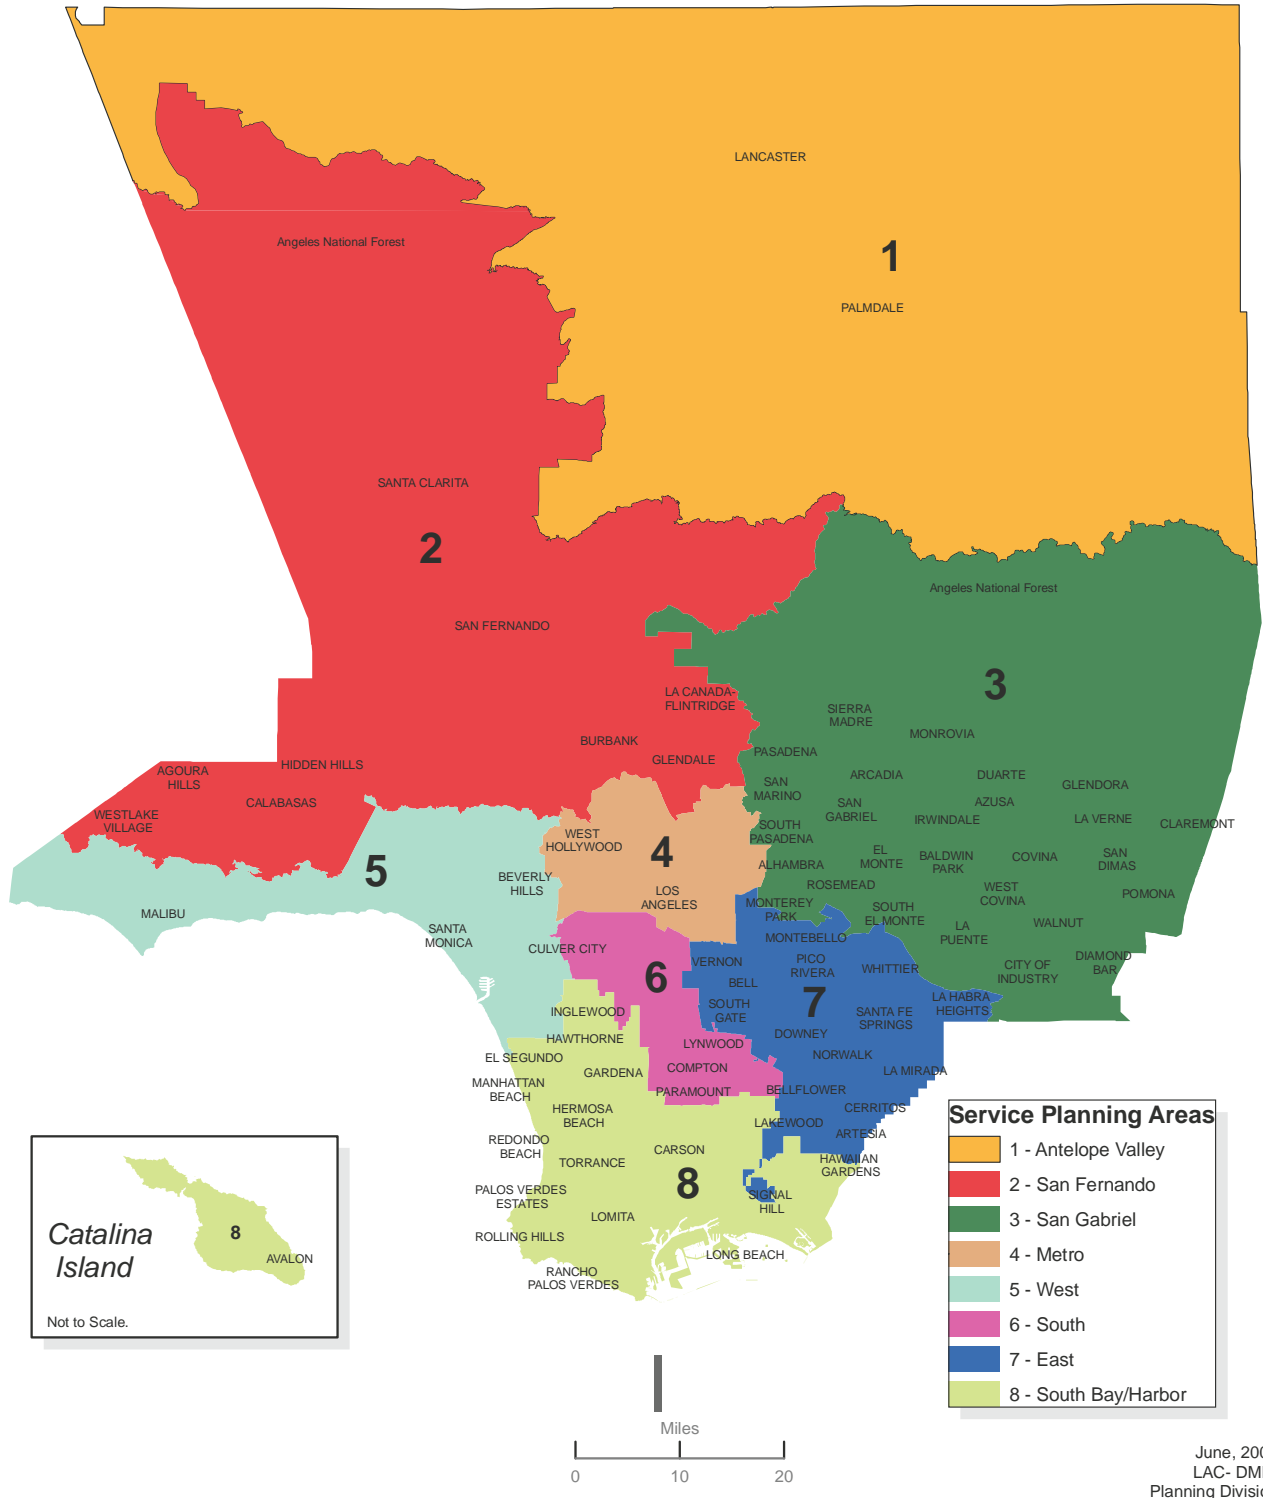 LANCASTER
Angeles National Forest
1
PALMDALE
SANTA CLARITA
2
Angeles National Forest
SAN FERNANDO
3
LA CANADA-
FLINTRIDGE
SIERRA
MADRE
MONROVIA
BURBANK
PASADENA
GLENDALE
HIDDEN HILLS
AGOURA
HILLS
ARCADIA
DUARTE
GLENDORA
SAN
MARINO
CALABASAS
AZUSA
SAN
GABRIEL
WESTLAKE
VILLAGE
IRWINDALE
LA VERNE
CLAREMONT
SOUTH
PASADENA
WEST
HOLLYWOOD
4
EL
MONTE
BALDWIN
PARK
COVINA
SAN
DIMAS
ALHAMBRA
5
BEVERLY
HILLS
ROSEMEAD
LOS
ANGELES
WEST
COVINA
POMONA
MONTEREY
PARK
MALIBU
SOUTH
EL MONTE
WALNUT
LA
PUENTE
SANTA
MONICA
MONTEBELLO
CULVER CITY
VERNON
PICO
RIVERA
WHITTIER
DIAMOND
BAR
CITY OF
INDUSTRY
6
BELL
7
LA HABRA
HEIGHTS
SOUTH
GATE
INGLEWOOD
SANTA FE
SPRINGS
DOWNEY
HAWTHORNE
LYNWOOD
EL SEGUNDO
NORWALK
COMPTON
GARDENA
LA MIRADA
MANHATTAN
BEACH
PARAMOUNT
BELLFLOWER
HERMOSA
BEACH
CERRITOS
LAKEWOOD
ARTESIA
REDONDO
BEACH
CARSON
TORRANCE
HAWAIIAN
GARDENS
8
PALOS VERDES
ESTATES
SIGNAL
HILL
LOMITA
ROLLING HILLS
LONG BEACH
RANCHO
PALOS VERDES
Catalina
Island
8
AVALON
Not to Scale.
Service Planning Areas
1 - Antelope Valley
2 - San Fernando
3 - San Gabriel
4 - Metro
5 - West
6 - South
7 - East
8 - South Bay/Harbor
Miles
0 10 20
June, 200
LAC- DM
Planning Divisio